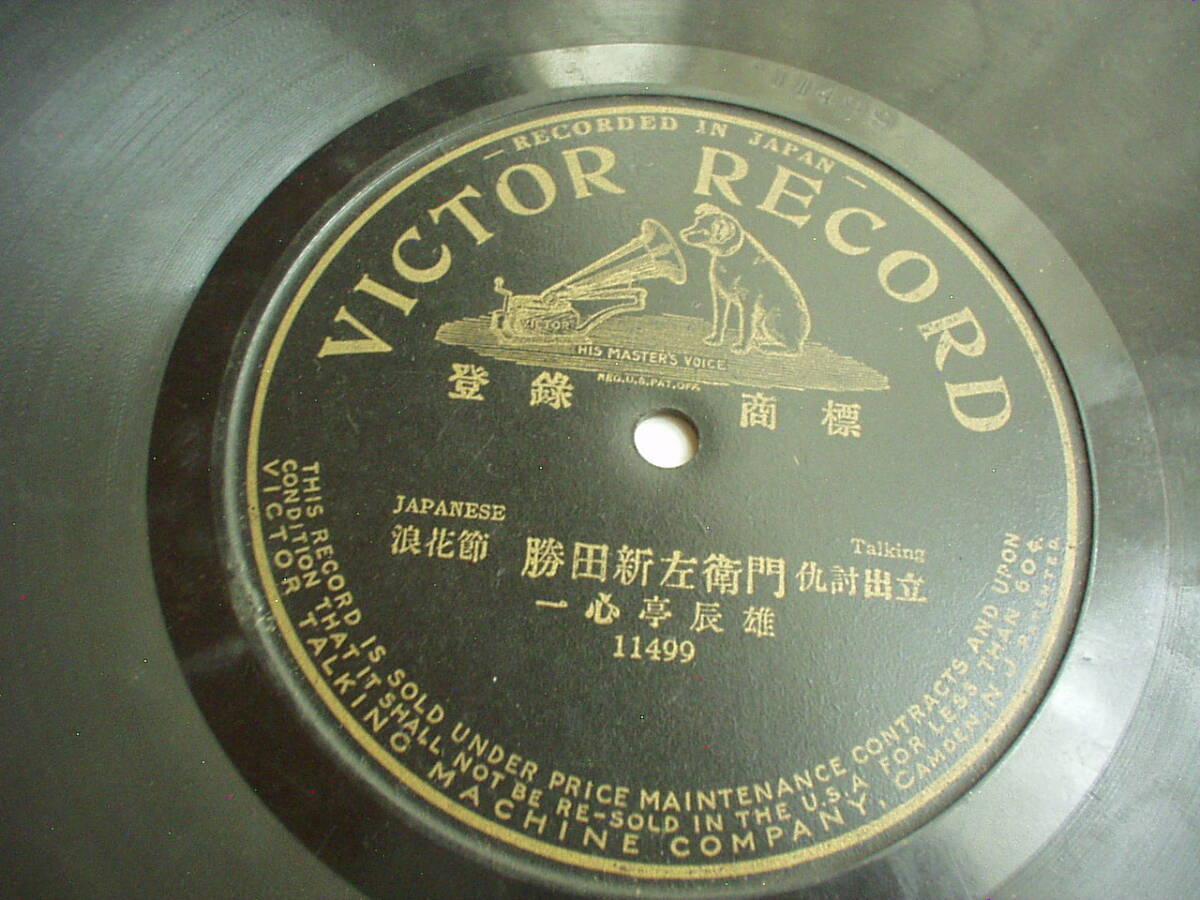 11499
— RECORDED IN JAPAN —
VICTOR RECORD
VICTOR
HIS MASTER'S VOICE
REG. U.S. PAT. OFF.
登錄 商標
JAPANESE
Talking
浪花節 勝田新左衛門 仇討出立
一心亭辰雄
11499
THIS RECORD IS SOLD UNDER PRICE MAINTENANCE CONTRACTS AND UPON
CONDITION THAT IT SHALL NOT BE RE-SOLD IN THE U.S.A FOR LESS THAN 60¢.
VICTOR TALKING MACHINE COMPANY, CAMDEN, N J PATENTED.